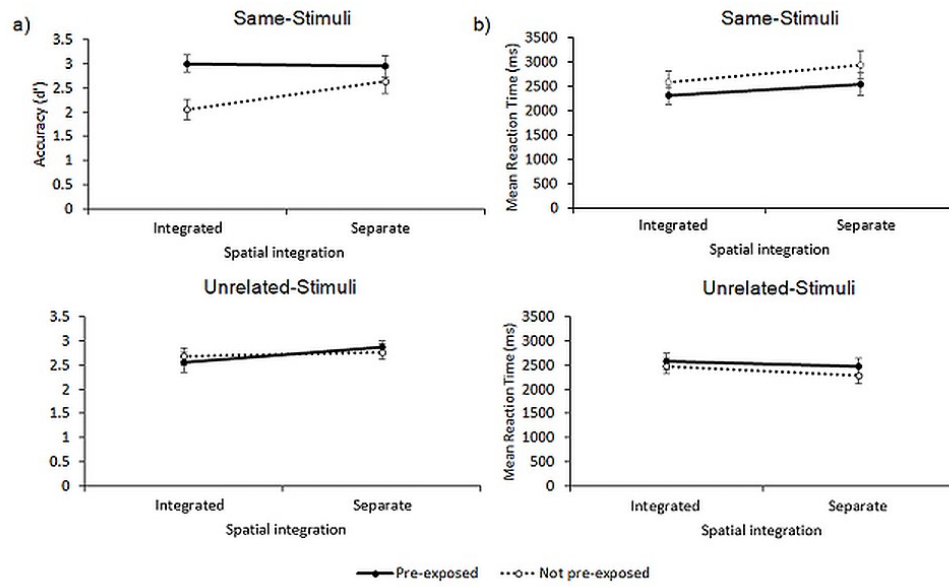 a)
Same-Stimuli
Accuracy (d')
3.5
3
2.5
2
1.5
1
0.5
0
Integrated Separate
Spatial integration
b)
Same-Stimuli
Mean Reaction Time (ms)
3500
3000
2500
2000
1500
1000
500
0
Integrated Separate
Spatial integration
Unrelated-Stimuli
3.5
3
2.5
2
1.5
1
0.5
0
Integrated Separate
Spatial integration
Unrelated-Stimuli
Mean Reaction Time (ms)
3500
3000
2500
2000
1500
1000
500
0
Integrated Separate
Spatial integration
Pre-exposed Not pre-exposed